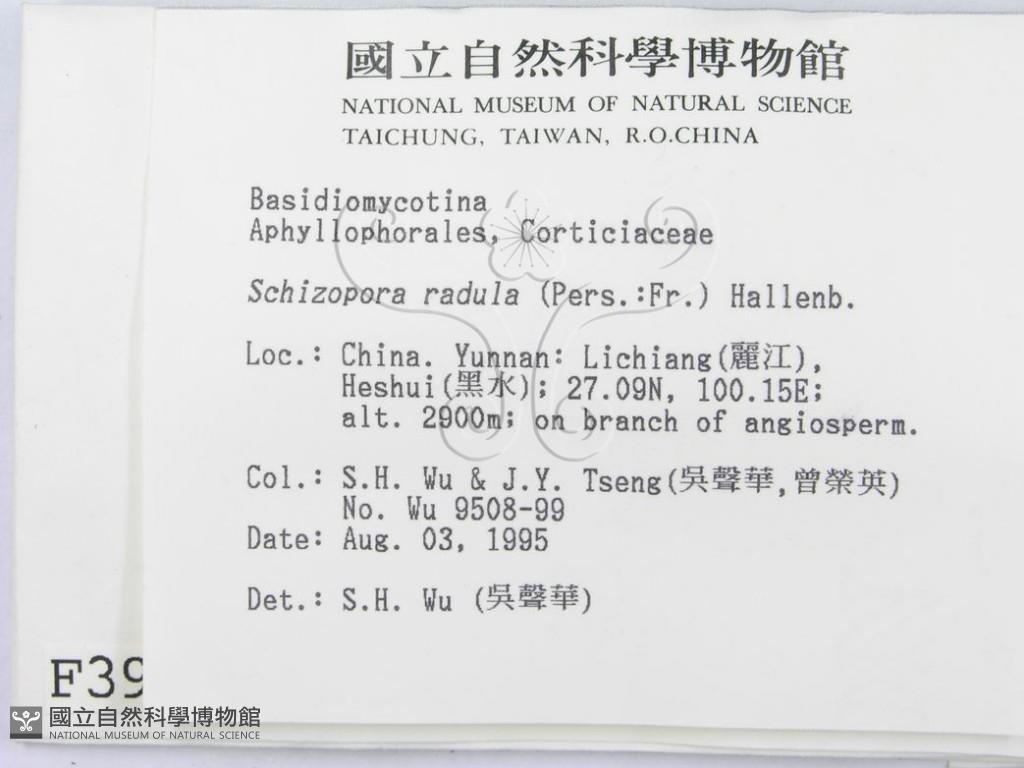 國立自然科學博物館
NATIONAL MUSEUM OF NATURAL SCIENCE
TAICHUNG, TAIWAN, R.O.CHINA
Basidiomycotina
Aphyllophorales, Corticiaceae
Schizopora radula (Pers.:Fr.) Hallenb.
Loc.: China. Yunnan: Lichiang(麗江),
Heshui(黑水); 27.09N, 100.15E;
alt. 2900m; on branch of angiosperm.
Col.: S.H. Wu & J.Y. Tseng(吳聲華,曾榮英)
No. Wu 9508-99
Date: Aug. 03, 1995
Det.: S.H. Wu (吳聲華)
F39
國立自然科學博物館
NATIONAL MUSEUM OF NATURAL SCIENCE